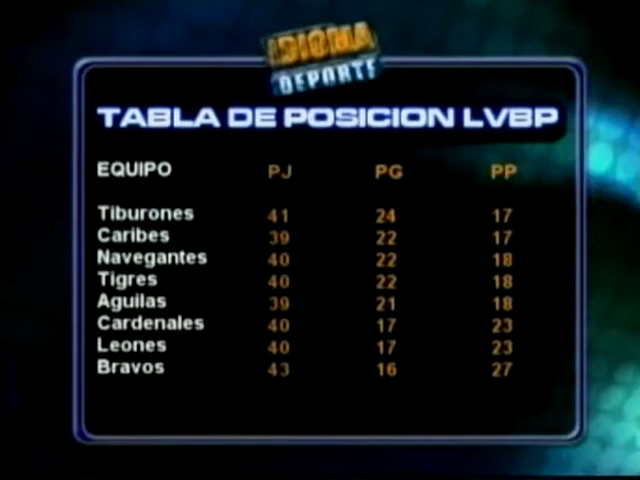 IDIOMA
DEPORTE
TABLA DE POSICION LVBP
EQUIPO PJ PG PP
Tiburones 41 24 17
Caribes 39 22 17
Navegantes 40 22 18
Tigres 40 22 18
Aguilas 39 21 18
Cardenales 40 17 23
Leones 40 17 23
Bravos 43 16 27